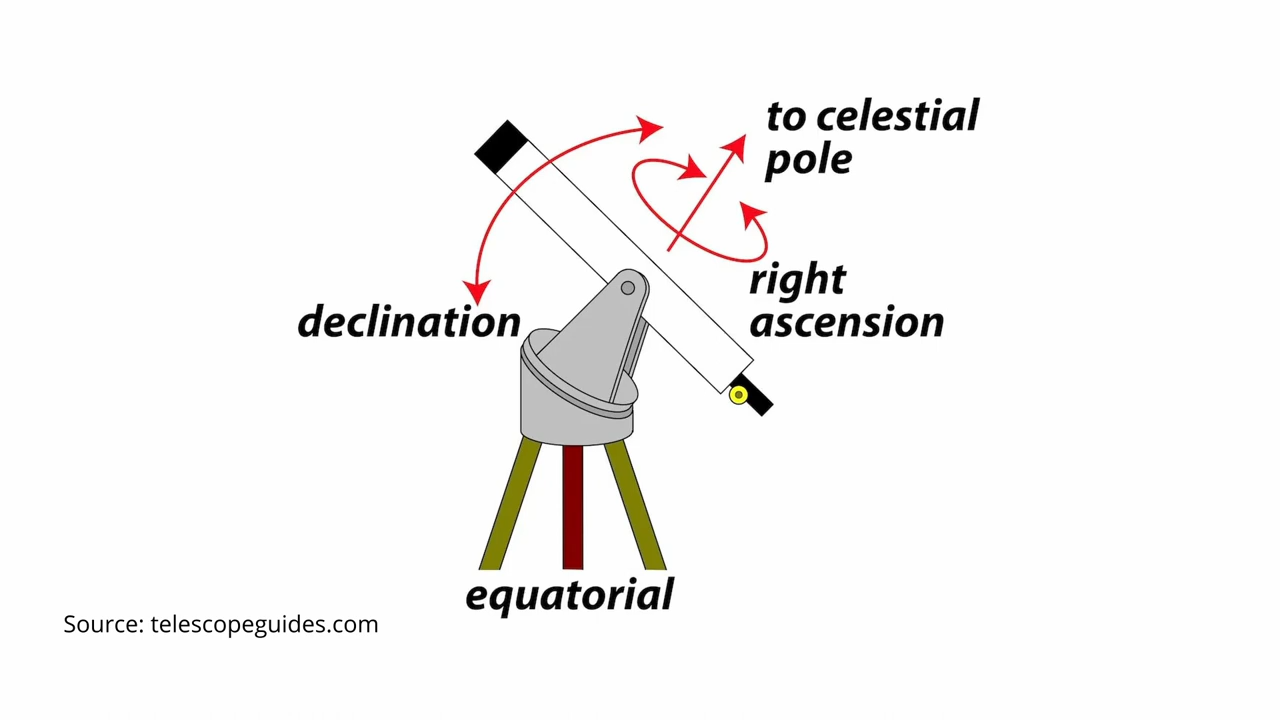 to celestial
pole
right
ascension
declination
equatorial
Source: telescopeguides.com